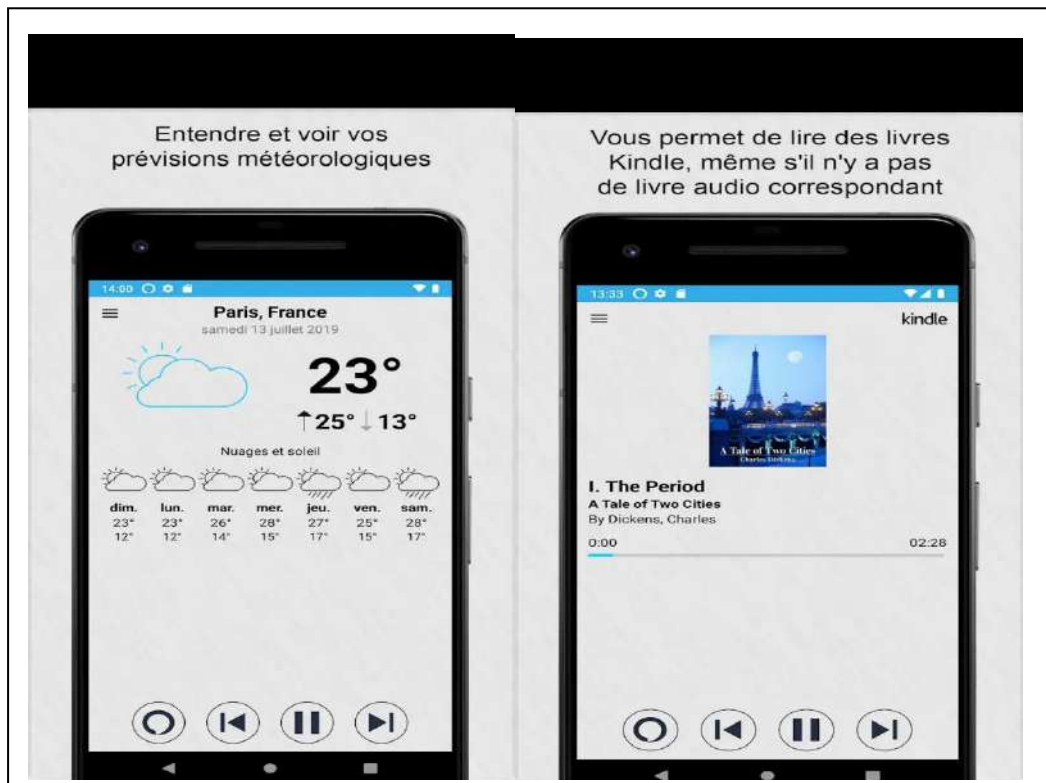 Entendre et voir vos
prévisions météorologiques
14:00
Paris, France
samedi 13 juillet 2019
23°
↑25° ↓13°
Nuages et soleil
dim. lun. mar. mer. jeu. ven. sam.
23° 23° 26° 28° 27° 25° 28°
12° 12° 14° 15° 17° 15° 17°
Vous permet de lire des livres
Kindle, même s'il n'y a pas
de livre audio correspondant
13:33
kindle
A Tale of Two Cities
Charles Dickens
I. The Period
A Tale of Two Cities
By Dickens, Charles
0:00 02:28